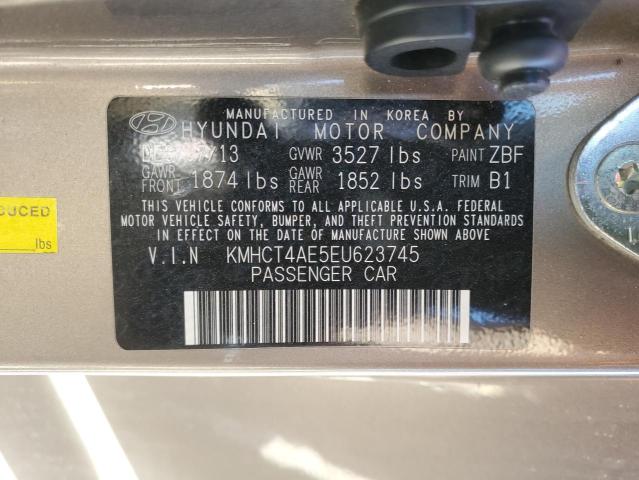 MANUFACTURED IN KOREA BY
HYUNDAI MOTOR COMPANY
/13 GVWR 3527 lbs PAINT ZBF
GAWR FRONT 1874 lbs GAWR REAR 1852 lbs TRIM B1
THIS VEHICLE CONFORMS TO ALL APPLICABLE U.S.A. FEDERAL
MOTOR VEHICLE SAFETY, BUMPER, AND THEFT PREVENTION STANDARDS
IN EFFECT ON THE DATE OF MANUFACTURE SHOWN ABOVE
V.I.N KMHCT4AE5EU623745
PASSENGER CAR
UCED
lbs